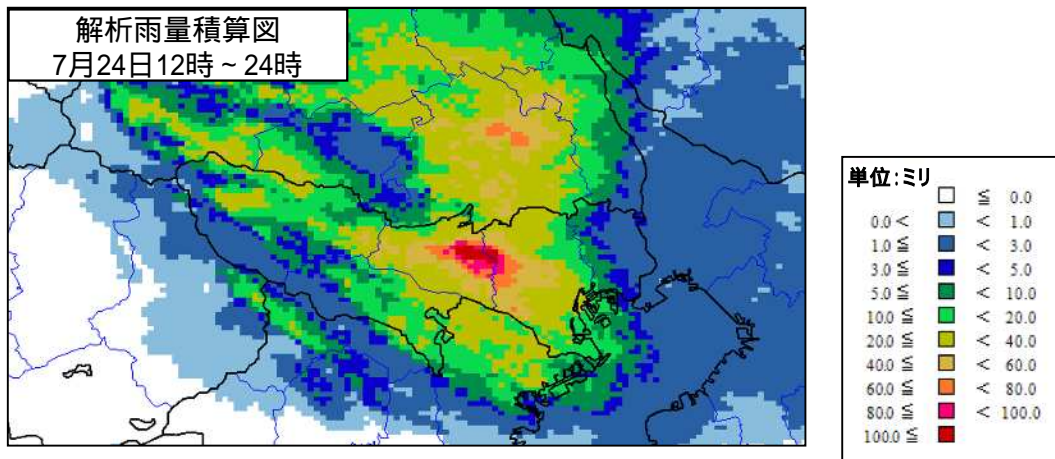 解析雨量積算図
7月24日12時~24時
単位:ミリ
≦ 0.0
0.0 < < 1.0
1.0 ≦ < 3.0
3.0 ≦ < 5.0
5.0 ≦ < 10.0
10.0 ≦ < 20.0
20.0 ≦ < 40.0
40.0 ≦ < 60.0
60.0 ≦ < 80.0
80.0 ≦ < 100.0
100.0 ≦